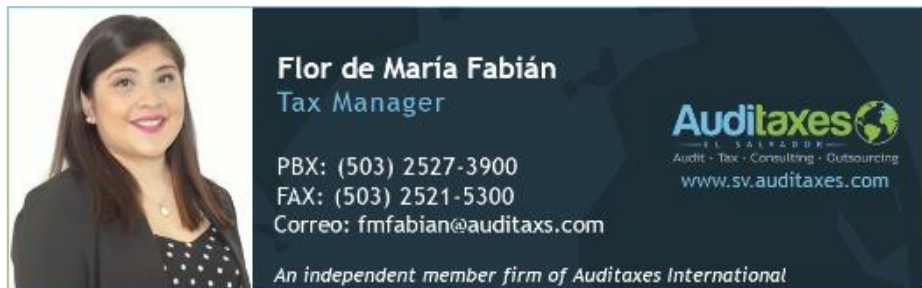 Flor de María Fabián
Tax Manager
PBX: (503) 2527-3900
FAX: (503) 2521-5300
Correo: fmfabian@auditaxs.com
An independent member firm of Auditaxes International
Auditaxes
EL SALVADOR
Audit - Tax - Consulting - Outsourcing
www.sv.auditaxes.com